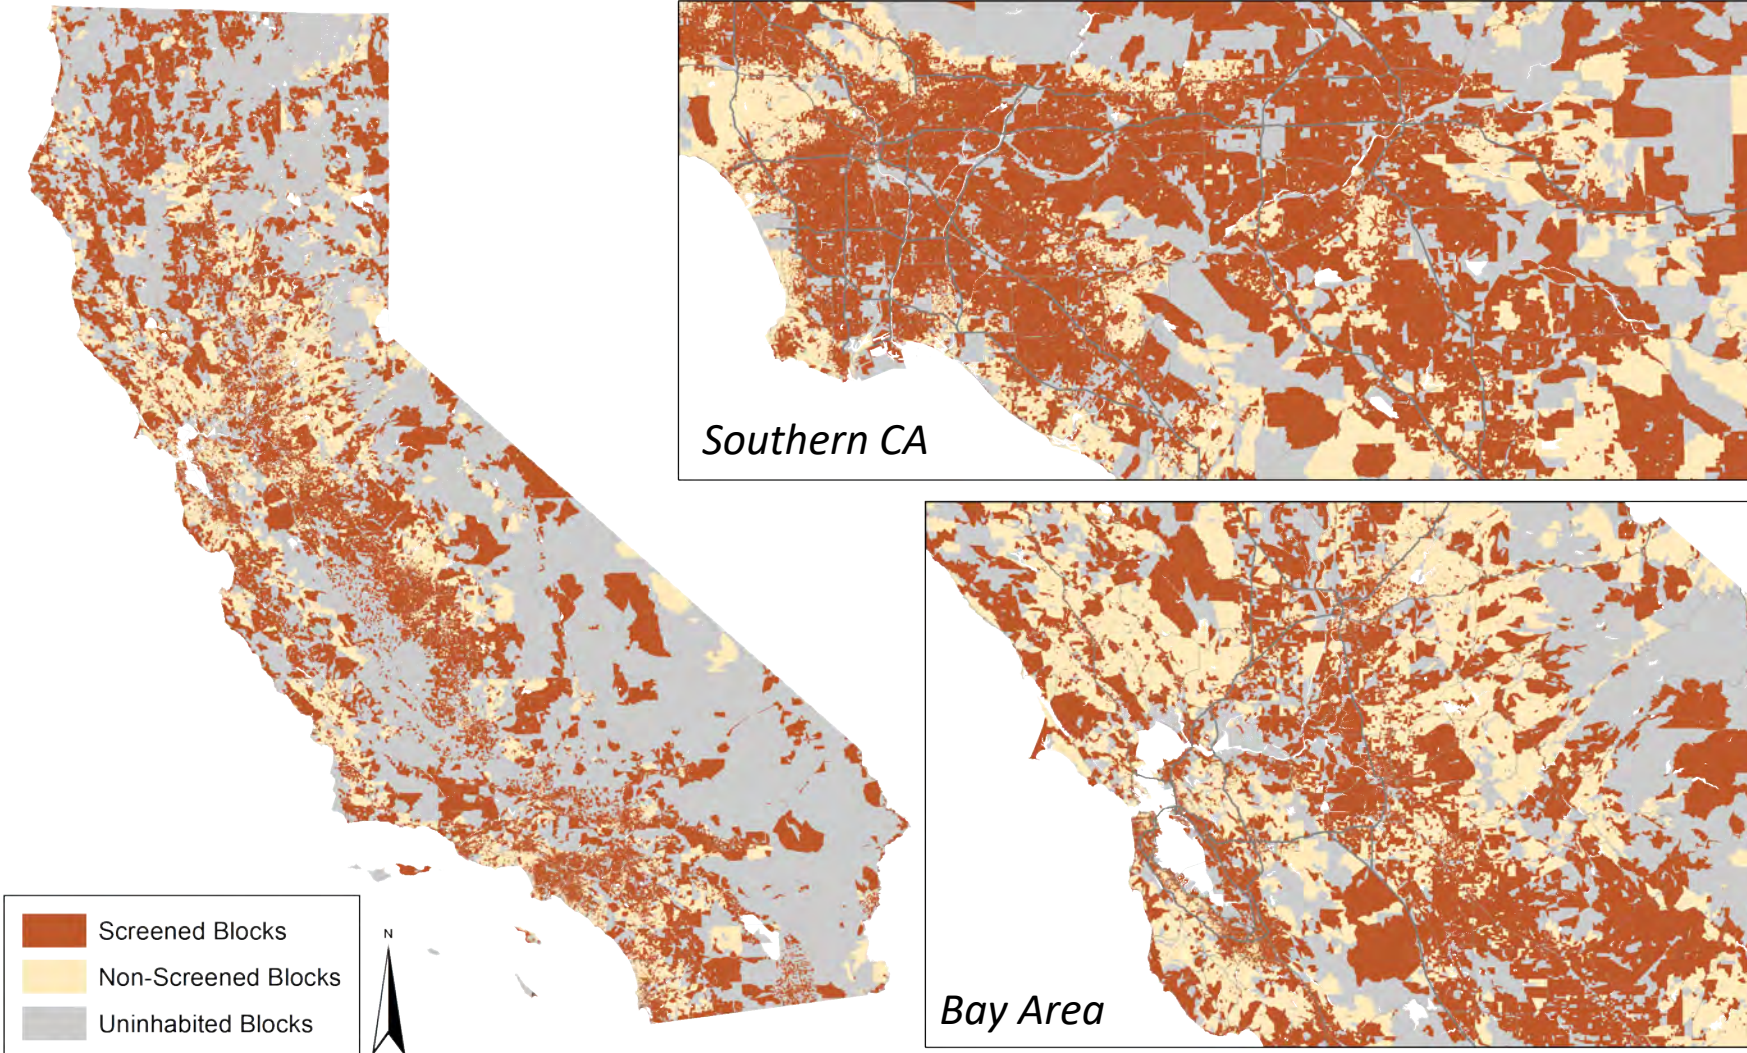 Southern CA
Bay Area
Screened Blocks
Non-Screened Blocks
Uninhabited Blocks
N